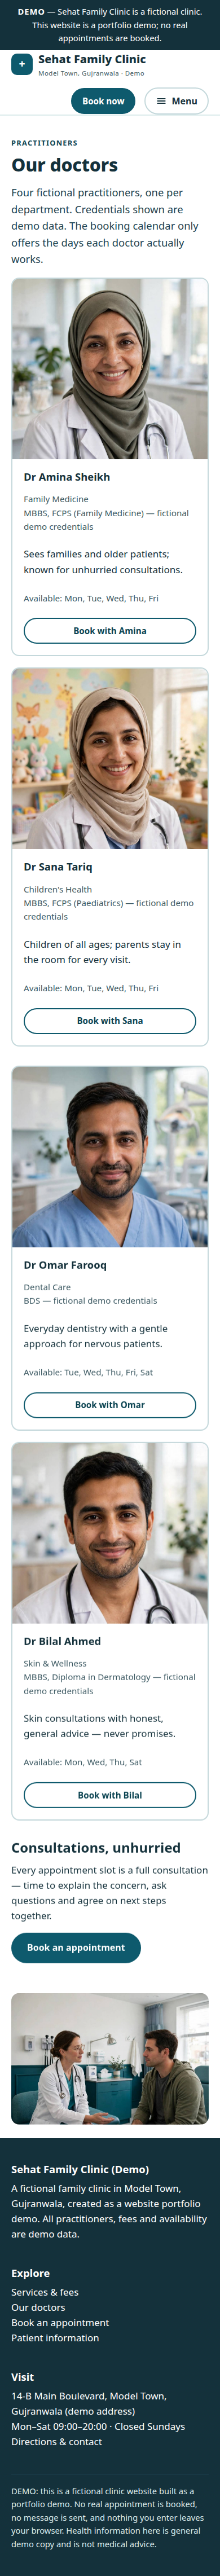 DEMO — Sehat Family Clinic is a fictional clinic.
This website is a portfolio demo; no real
appointments are booked.
+
Sehat Family Clinic
Model Town, Gujranwala · Demo
Book now
Menu
PRACTITIONERS
Our doctors
Four fictional practitioners, one per
department. Credentials shown are
demo data. The booking calendar only
offers the days each doctor actually
works.
Dr Amina Sheikh
Family Medicine
MBBS, FCPS (Family Medicine) — fictional
demo credentials
Sees families and older patients;
known for unhurried consultations.
Available: Mon, Tue, Wed, Thu, Fri
Book with Amina
Dr Sana Tariq
Children's Health
MBBS, FCPS (Paediatrics) — fictional demo
credentials
Children of all ages; parents stay in
the room for every visit.
Available: Mon, Tue, Wed, Thu, Fri
Book with Sana
Dr Omar Farooq
Dental Care
BDS — fictional demo credentials
Everyday dentistry with a gentle
approach for nervous patients.
Available: Tue, Wed, Thu, Fri, Sat
Book with Omar
Dr Bilal Ahmed
Skin & Wellness
MBBS, Diploma in Dermatology — fictional
demo credentials
Skin consultations with honest,
general advice — never promises.
Available: Mon, Wed, Thu, Sat
Book with Bilal
Consultations, unhurried
Every appointment slot is a full consultation
— time to explain the concern, ask
questions and agree on next steps
together.
Book an appointment
Sehat Family Clinic (Demo)
A fictional family clinic in Model Town,
Gujranwala, created as a website portfolio
demo. All practitioners, fees and availability
are demo data.
Explore
Services & fees
Our doctors
Book an appointment
Patient information
Visit
14-B Main Boulevard, Model Town,
Gujranwala (demo address)
Mon–Sat 09:00–20:00 · Closed Sundays
Directions & contact
DEMO: this is a fictional clinic website built as a
portfolio demo. No real appointment is booked,
no message is sent, and nothing you enter leaves
your browser. Health information here is general
demo copy and is not medical advice.